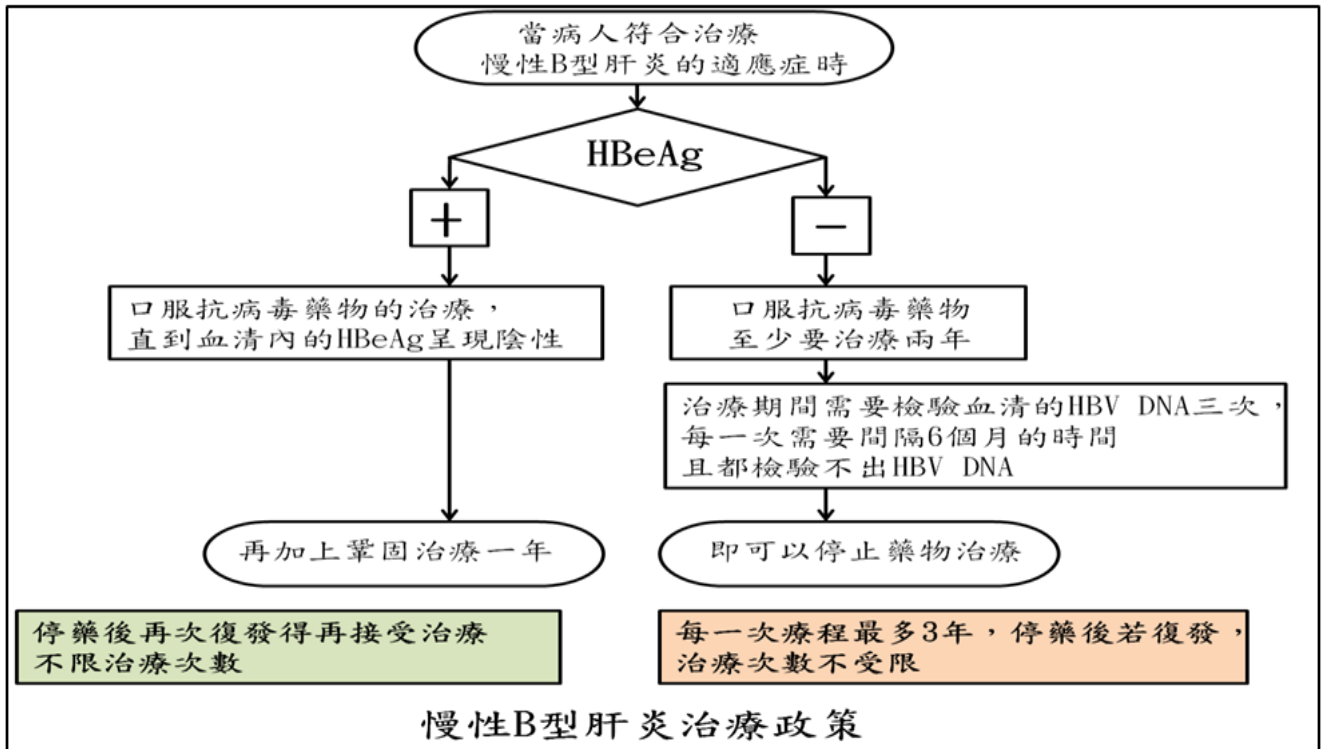 當病人符合治療
慢性B型肝炎的適應症時
HBeAg
+
−
口服抗病毒藥物的治療，
直到血清內的HBeAg呈現陰性
口服抗病毒藥物
至少要治療兩年
治療期間需要檢驗血清的HBV DNA三次，
每一次需要間隔6個月的時間
且都檢驗不出HBV DNA
再加上鞏固治療一年
即可以停止藥物治療
停藥後再次復發得再接受治療
不限治療次數
每一次療程最多3年，停藥後若復發，
治療次數不受限
慢性B型肝炎治療政策